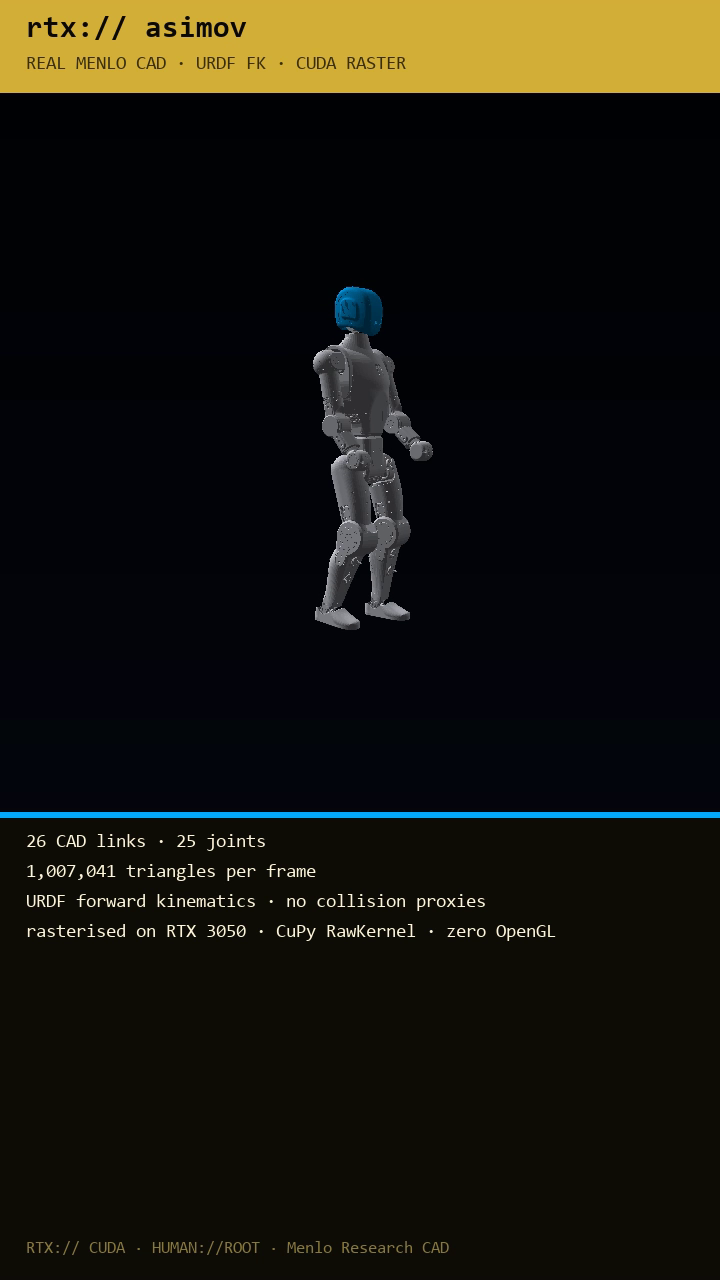 rtx:// asimov
REAL MENLO CAD · URDF FK · CUDA RASTER
26 CAD links · 25 joints
1,007,041 triangles per frame
URDF forward kinematics · no collision proxies
rasterised on RTX 3050 · CuPy RawKernel · zero OpenGL
RTX:// CUDA · HUMAN://ROOT · Menlo Research CAD